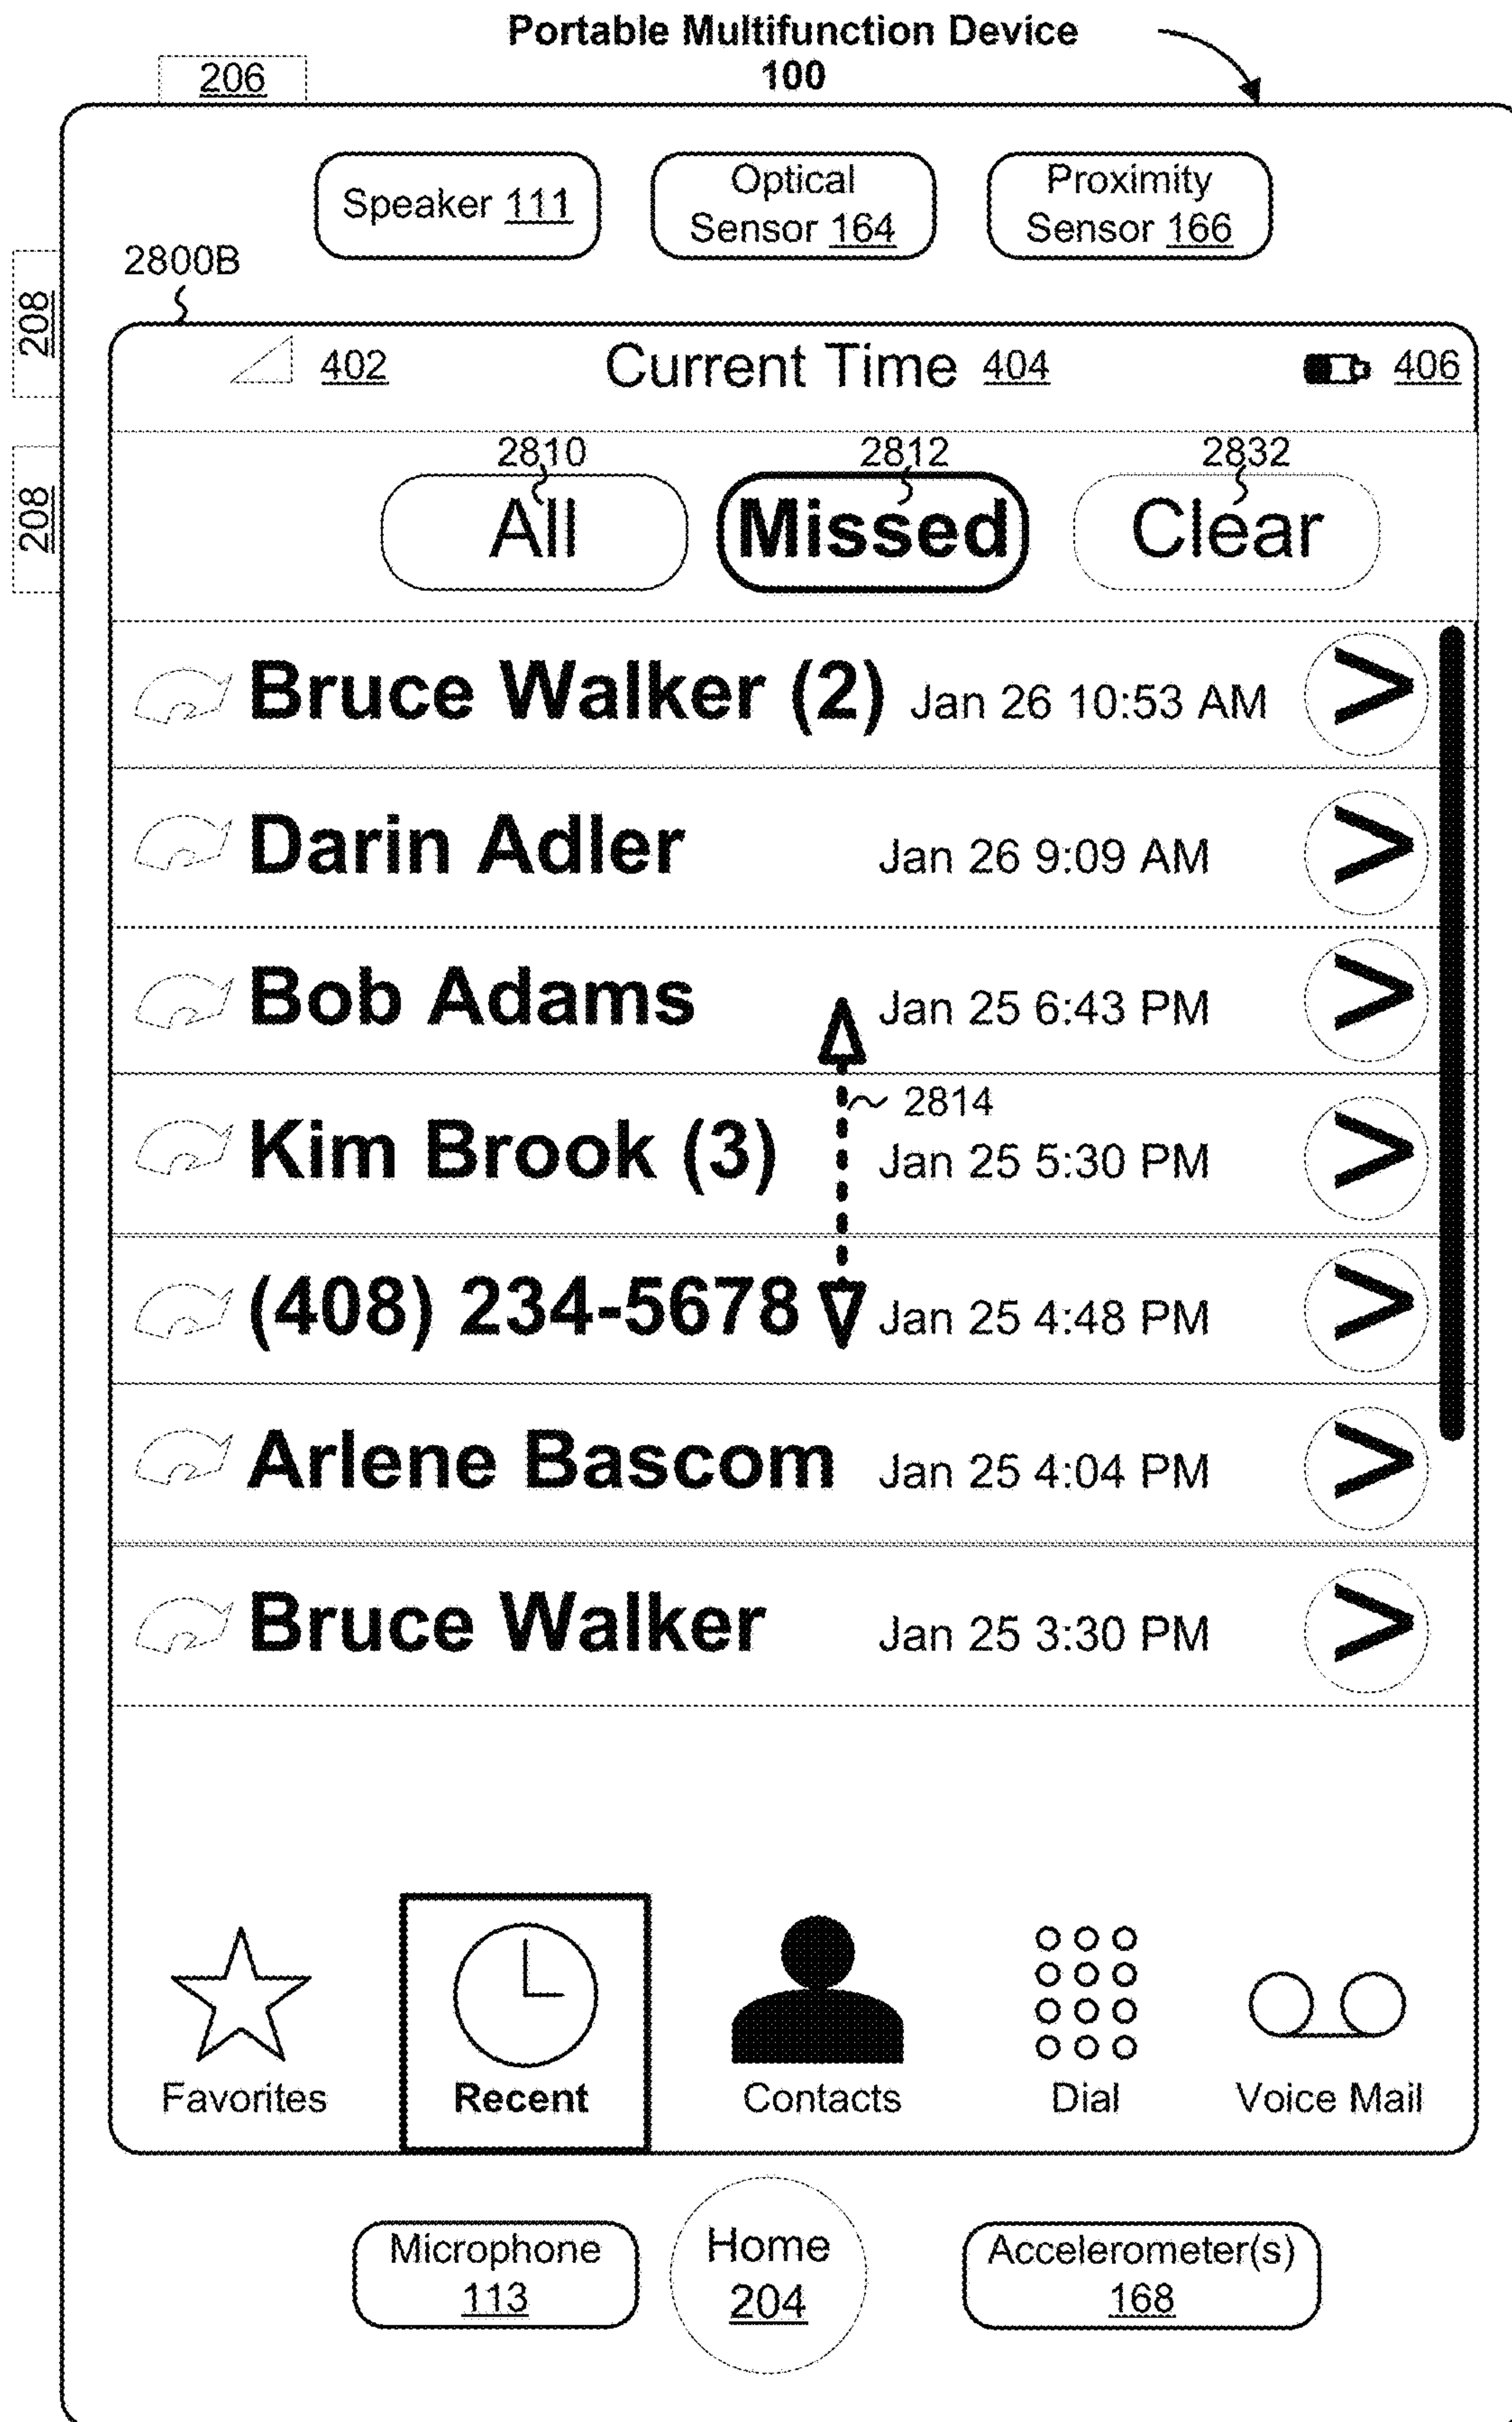 Portable Multifunction Device
100
206
Speaker 111
Optical
Sensor 164
Proximity
Sensor 166
2800B
208
208
402
Current Time 404
406
2810
2812
2832
All
Missed
Clear
Bruce Walker (2) Jan 26 10:53 AM >
Darin Adler Jan 26 9:09 AM >
Bob Adams Jan 25 6:43 PM >
2814
Kim Brook (3) Jan 25 5:30 PM >
(408) 234-5678 Jan 25 4:48 PM >
Arlene Bascom Jan 25 4:04 PM >
Bruce Walker Jan 25 3:30 PM >
Favorites
Recent
Contacts
Dial
Voice Mail
Microphone
113
Home
204
Accelerometer(s)
168